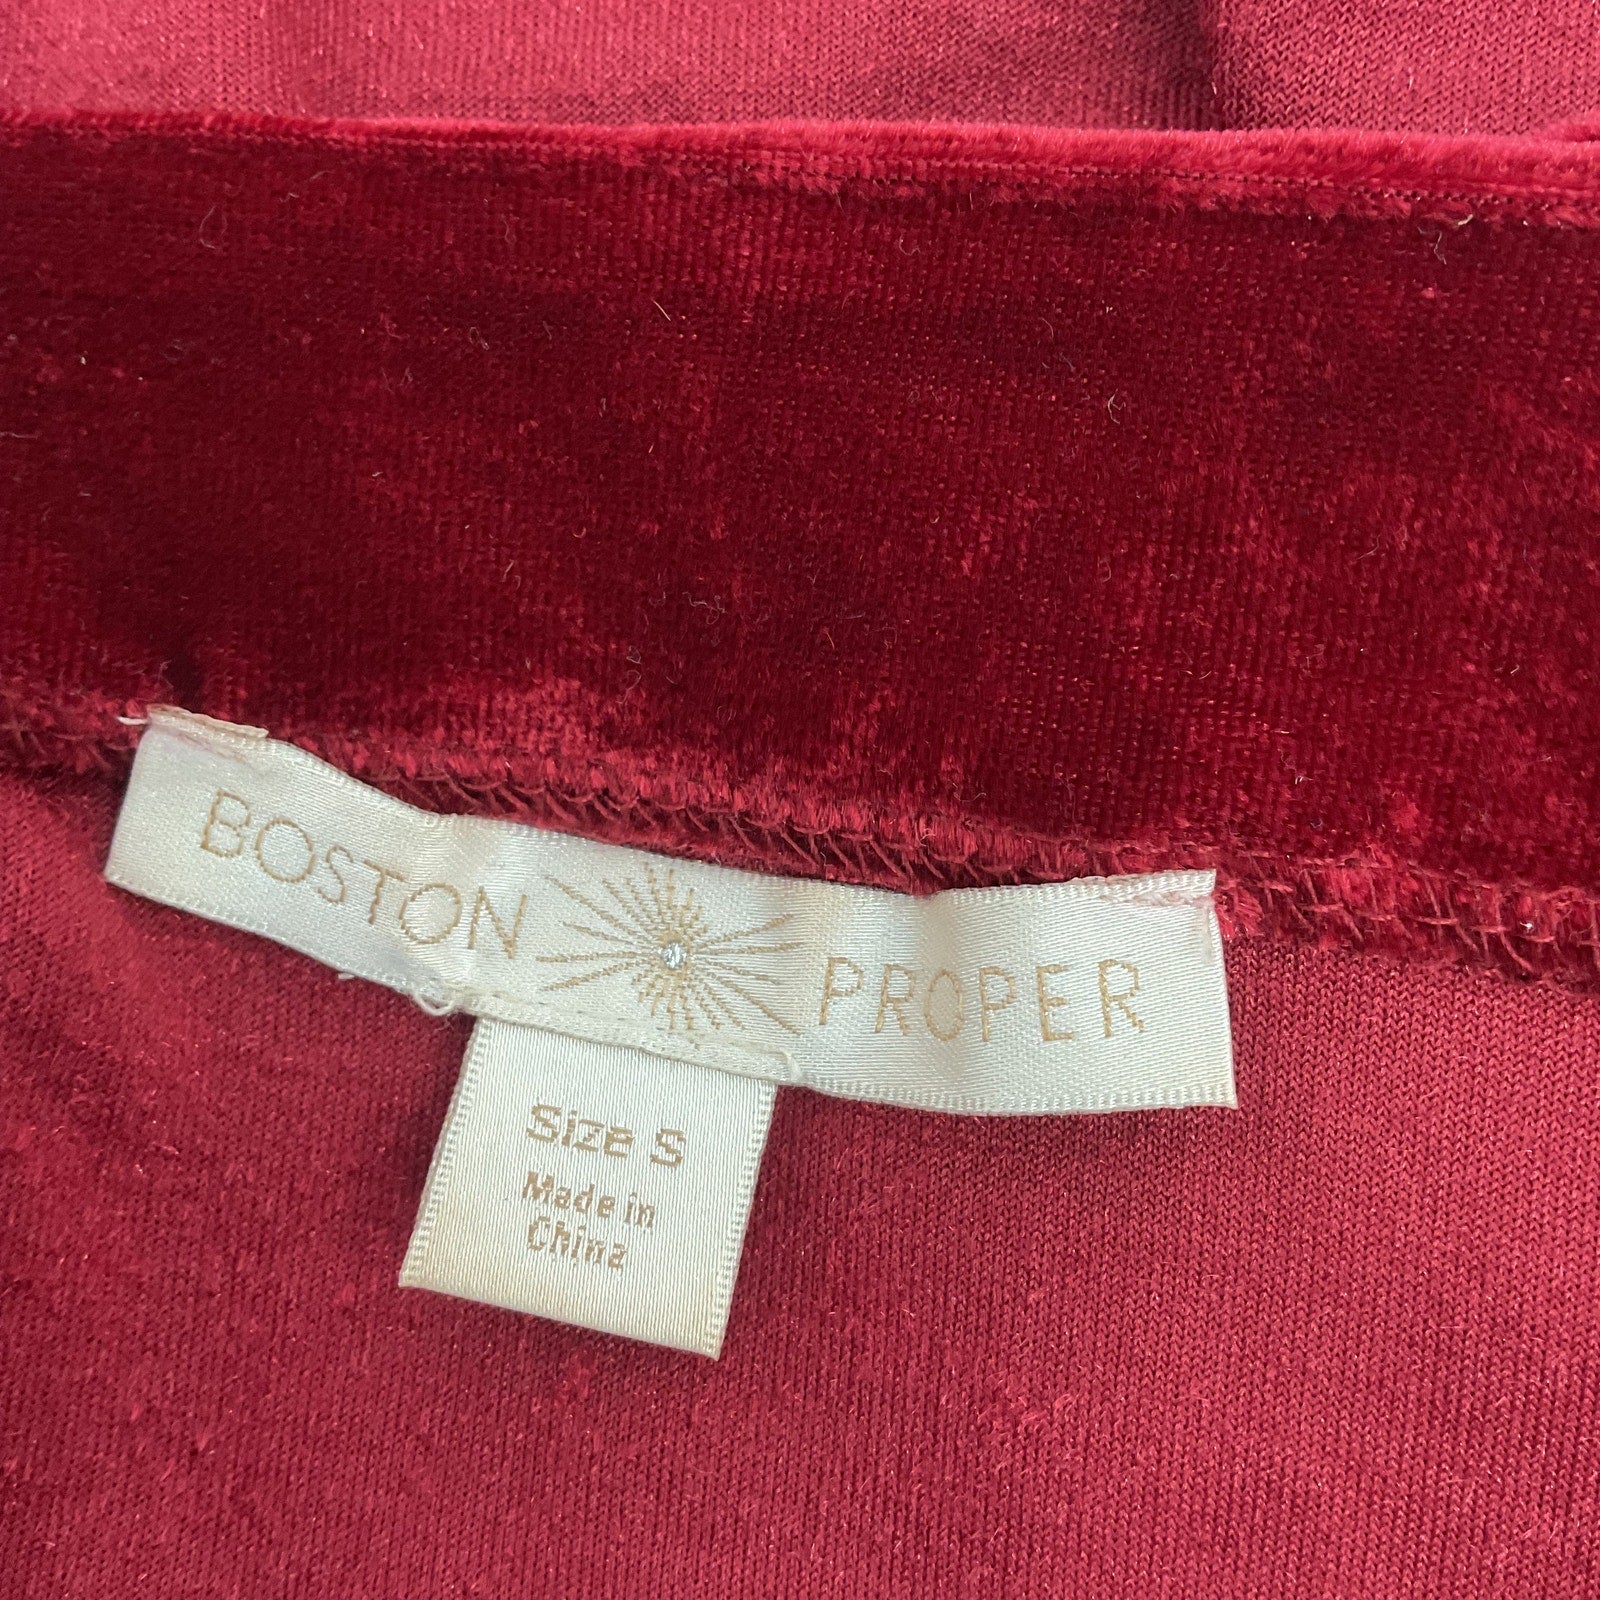 BOSTON PROPER
Size S
Made in
China